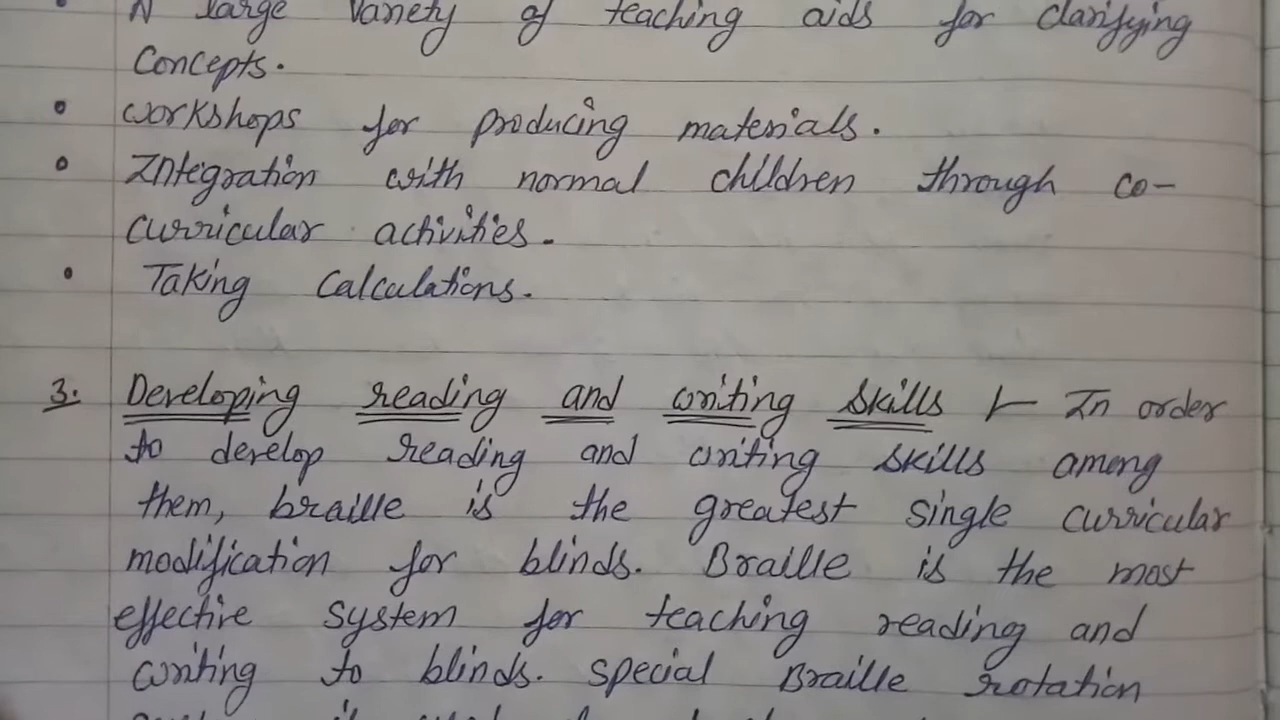 • A large variety of teaching aids for clarifying
concepts.
• workshops for producing materials.
• Integration with normal children through co-
curricular activities.
• Taking Calculations.
3. Developing reading and writing skills :- In order
to develop reading and writing skills among
them, braille is the greatest single curricular
modification for blinds. Braille is the most
effective system for teaching reading and
writing to blinds. special Braille rotation